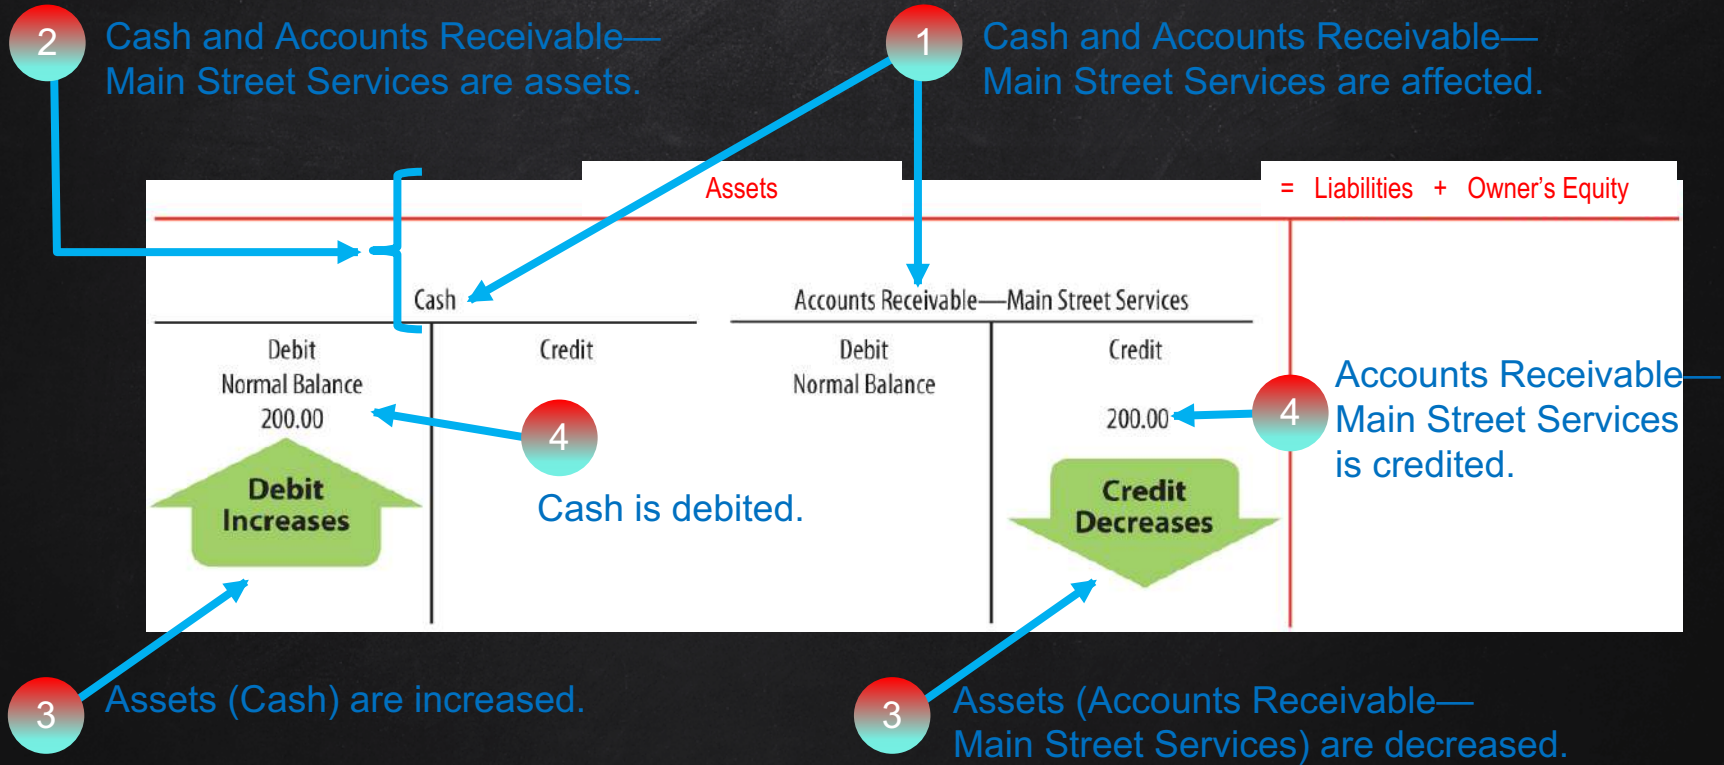 2
Cash and Accounts Receivable—
Main Street Services are assets.
1
Cash and Accounts Receivable—
Main Street Services are affected.
Assets
= Liabilities + Owner’s Equity
Cash
Accounts Receivable—Main Street Services
Debit
Normal Balance
200.00
Credit
Debit
Normal Balance
Credit
200.00
4
Cash is debited.
4
Accounts Receivable—
Main Street Services
is credited.
Debit
Increases
Credit
Decreases
3
Assets (Cash) are increased.
3
Assets (Accounts Receivable—
Main Street Services) are decreased.